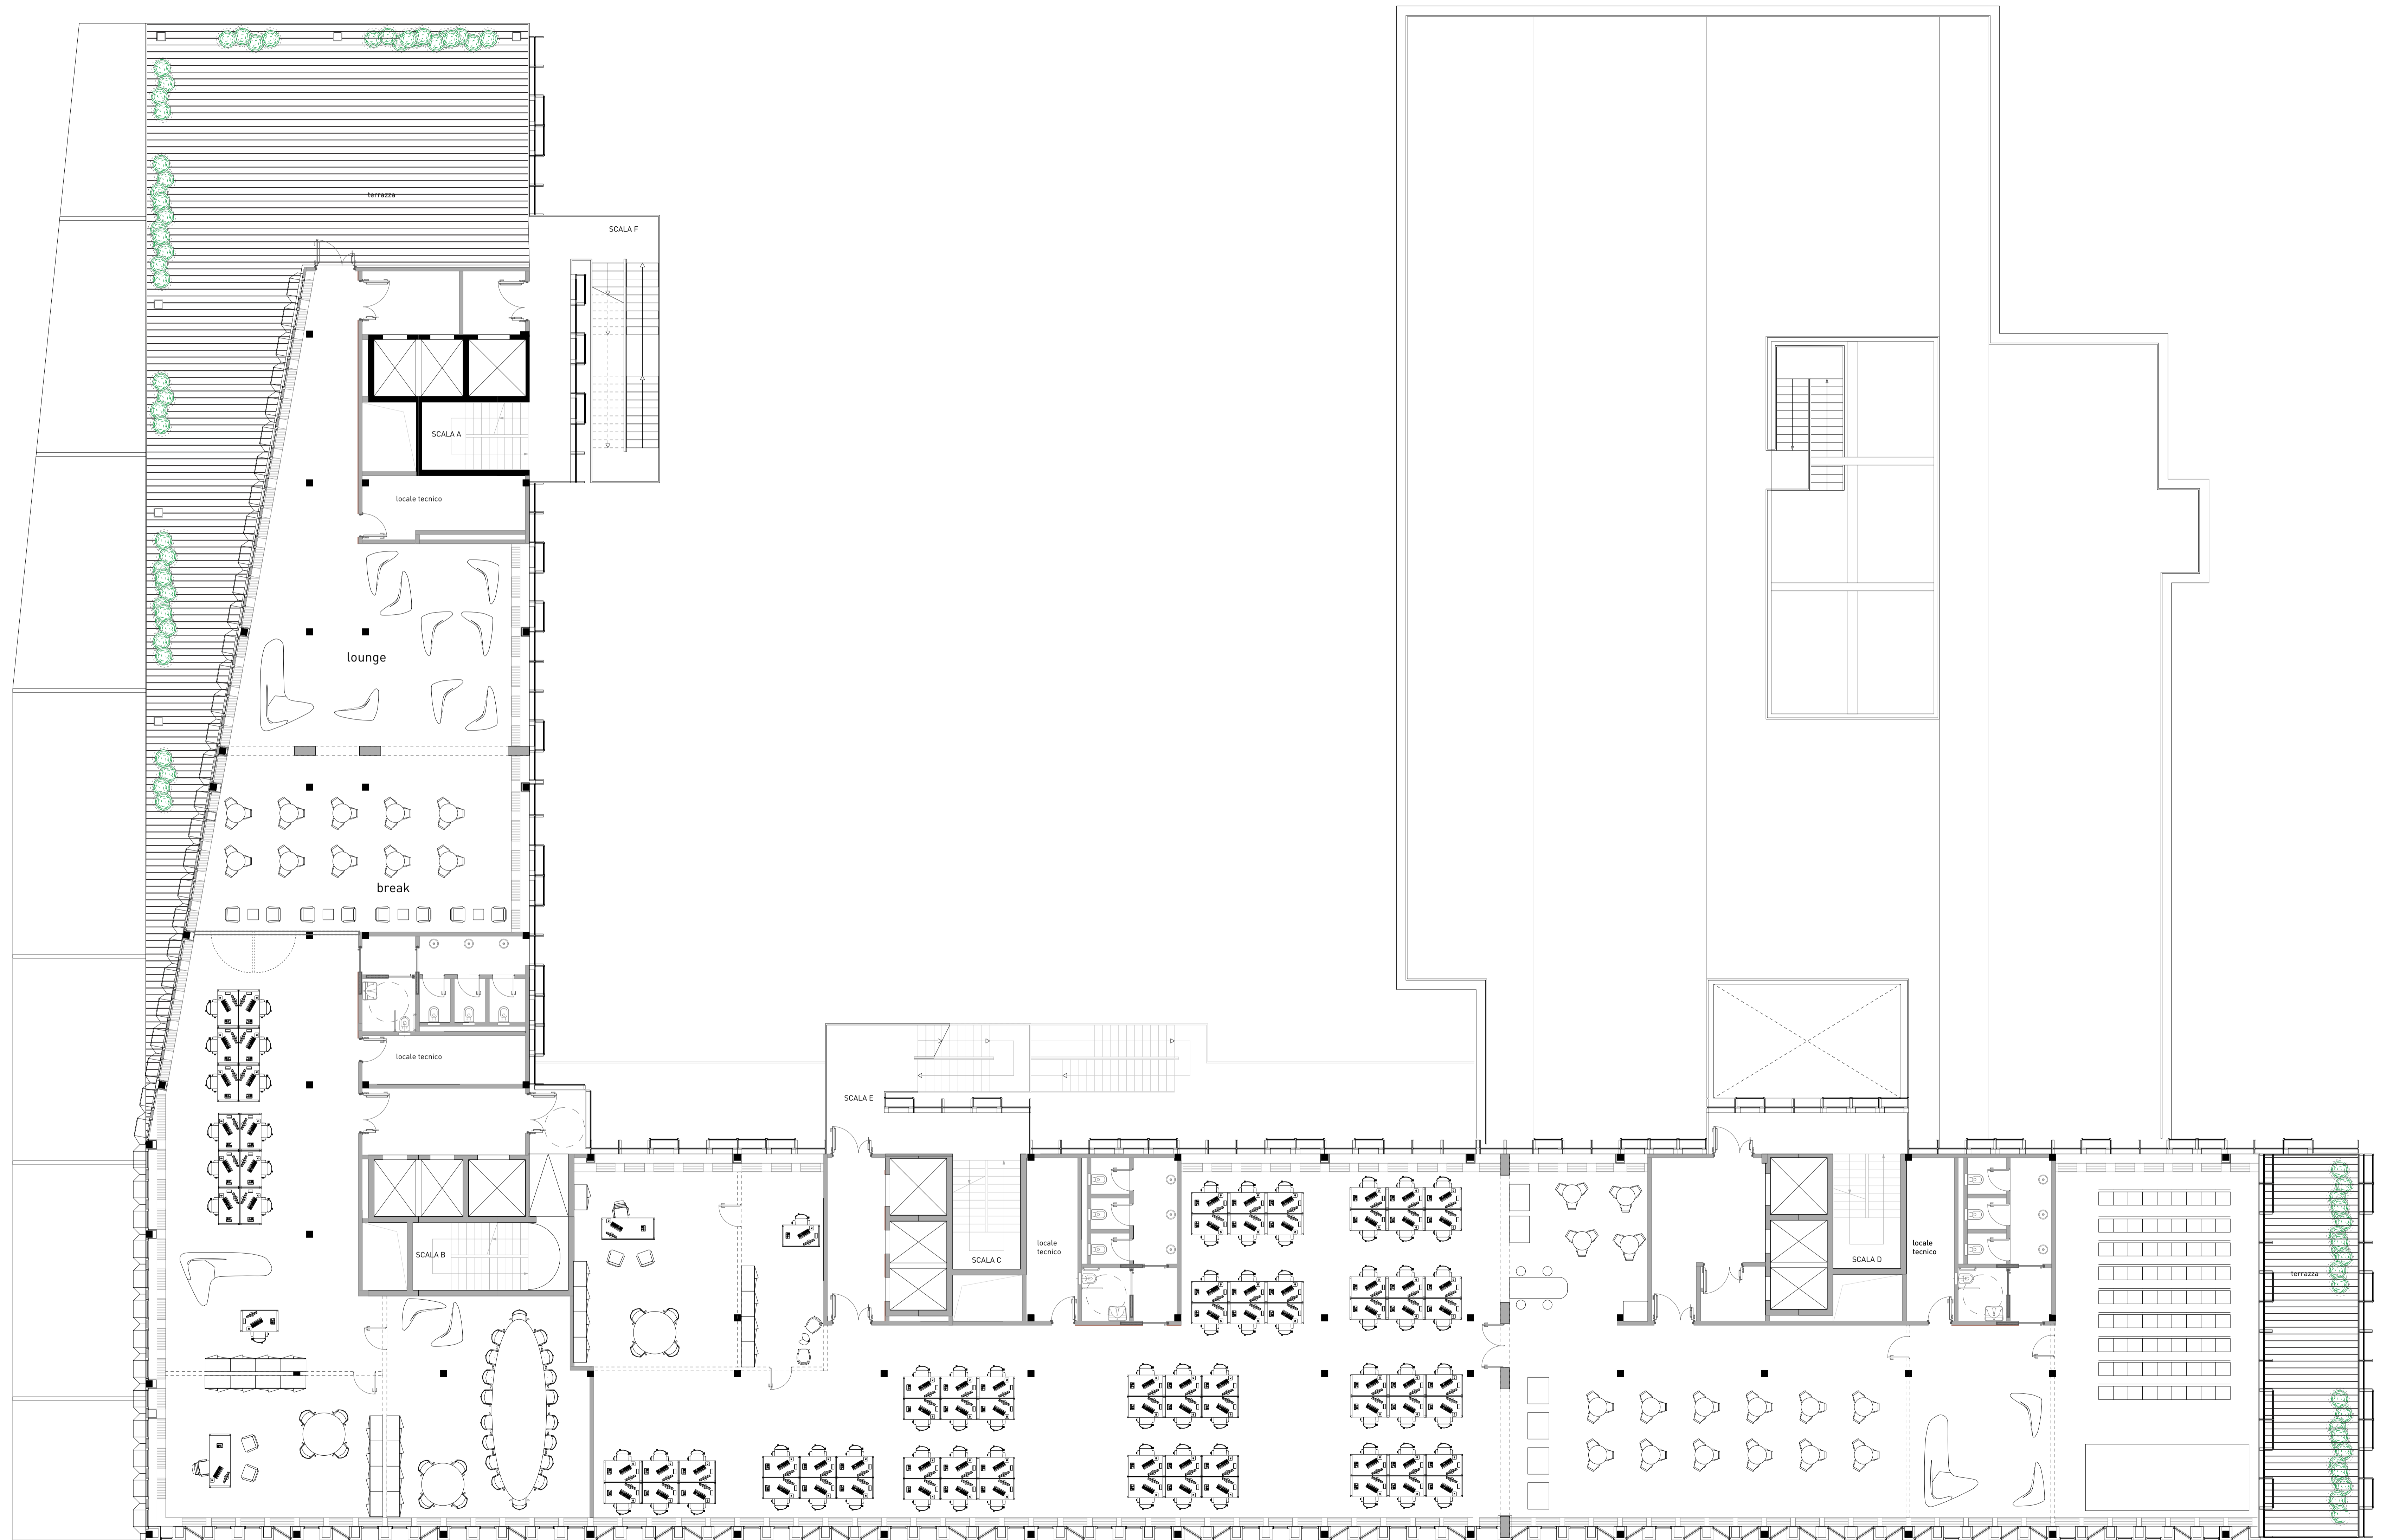 terrazza
SCALA F
SCALA A
locale tecnico
lounge
break
locale tecnico
SCALA E
SCALA B
locale
tecnico
SCALA C
SCALA D
locale
tecnico
terrazza